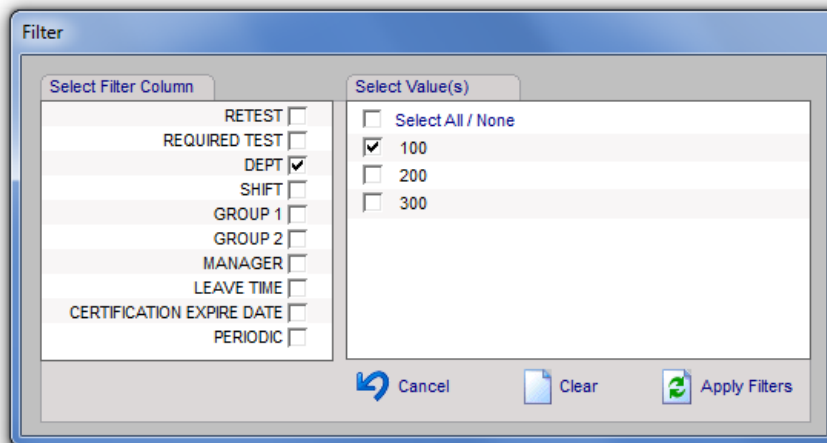 Filter
Select Filter Column
RETEST
REQUIRED TEST
DEPT
SHIFT
GROUP 1
GROUP 2
MANAGER
LEAVE TIME
CERTIFICATION EXPIRE DATE
PERIODIC
Select Value(s)
Select All / None
100
200
300
Cancel
Clear
Apply Filters